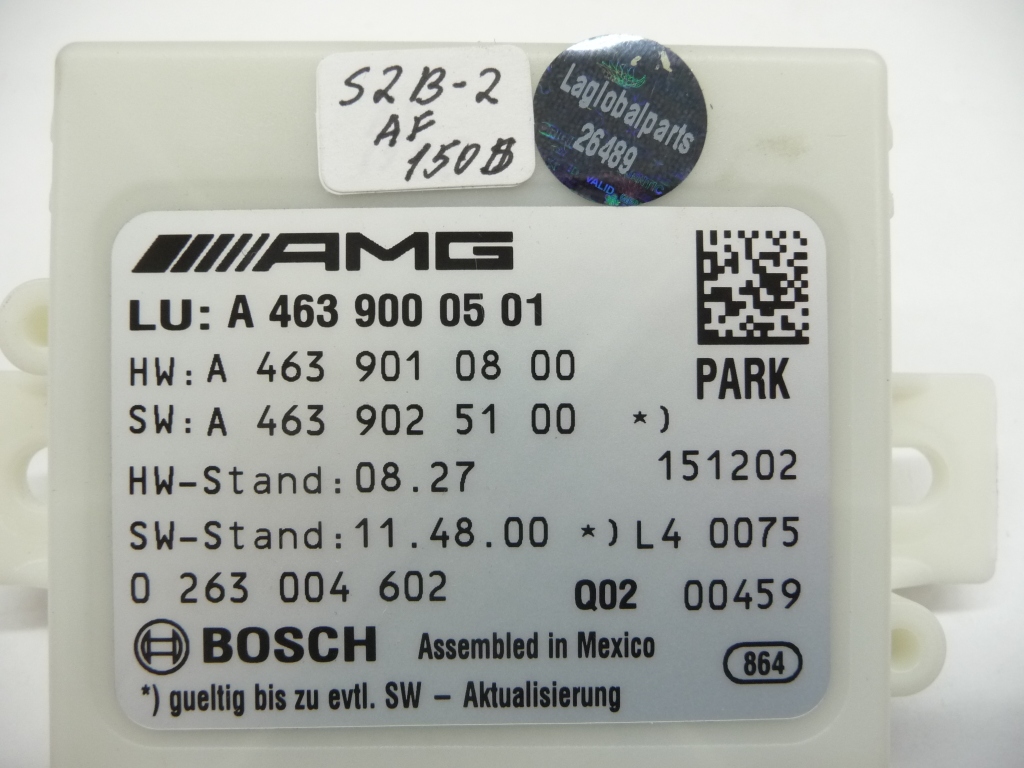 S2B-2
AF
150B
Laglobalparts
26489
VALID
AMG
LU: A 463 900 05 01
HW: A 463 901 08 00
PARK
SW: A 463 902 51 00 *)
HW-Stand: 08.27 151202
SW-Stand: 11.48.00 *) L4 0075
0 263 004 602 Q02 00459
BOSCH Assembled in Mexico 864
*) gueltig bis zu evtl. SW - Aktualisierung